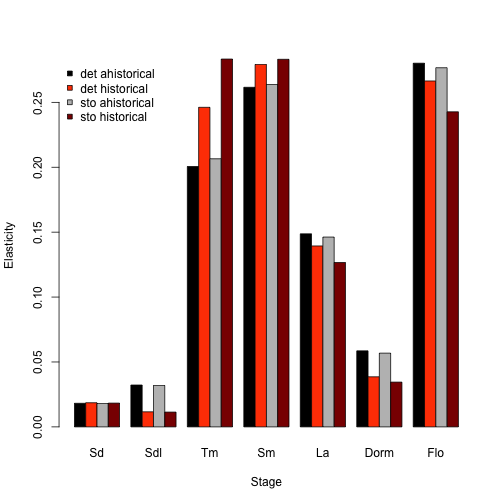 det ahistorical
det historical
sto ahistorical
sto historical
Elasticity
0.25
0.20
0.15
0.10
0.05
0.00
Sd Sdl Tm Sm La Dorm Flo
Stage